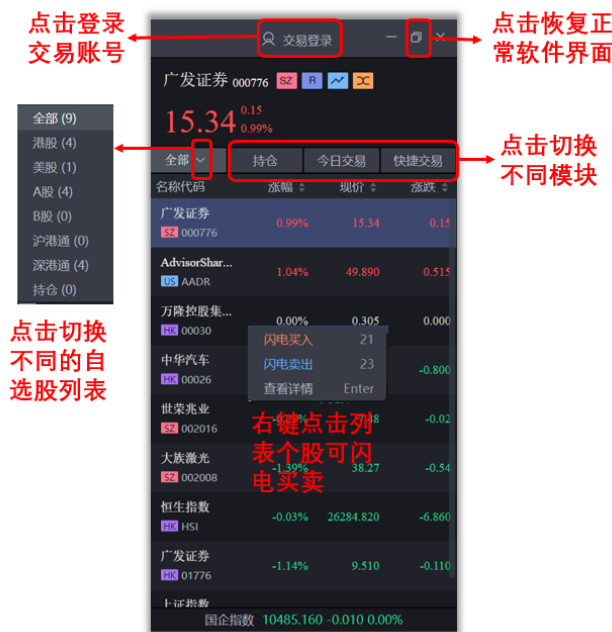 点击登录
交易账号
交易登录
点击恢复正
常软件界面
广发证券 000776 SZ R
15.34 0.15
0.99%
全部 (9)
港股 (4)
美股 (1)
A股 (4)
B股 (0)
沪港通 (0)
深港通 (4)
持仓 (0)
点击切换
不同的自
选股列表
全部 持仓 今日交易 快捷交易
点击切换
不同模块
名称代码 涨幅 现价 涨跌
广发证券
SZ 000776 0.99% 15.34 0.15
AdvisorShar...
US AADR 1.04% 49.890 0.515
万隆控股集...
HK 00030 0.00% 0.305 0.000
闪电买入 21
闪电卖出 23
查看详情 Enter
中华汽车
HK 00026 -0.800
世荣兆业
SZ 002016 -0.02
右键点击列
表个股可闪
电买卖
大族激光
SZ 002008 -1.39% 38.27 -0.54
恒生指数
HK HSI -0.03% 26284.820 -6.860
广发证券
HK 01776 -1.14% 9.510 -0.110
上证指数
国企指数 10485.160 -0.010 0.00%